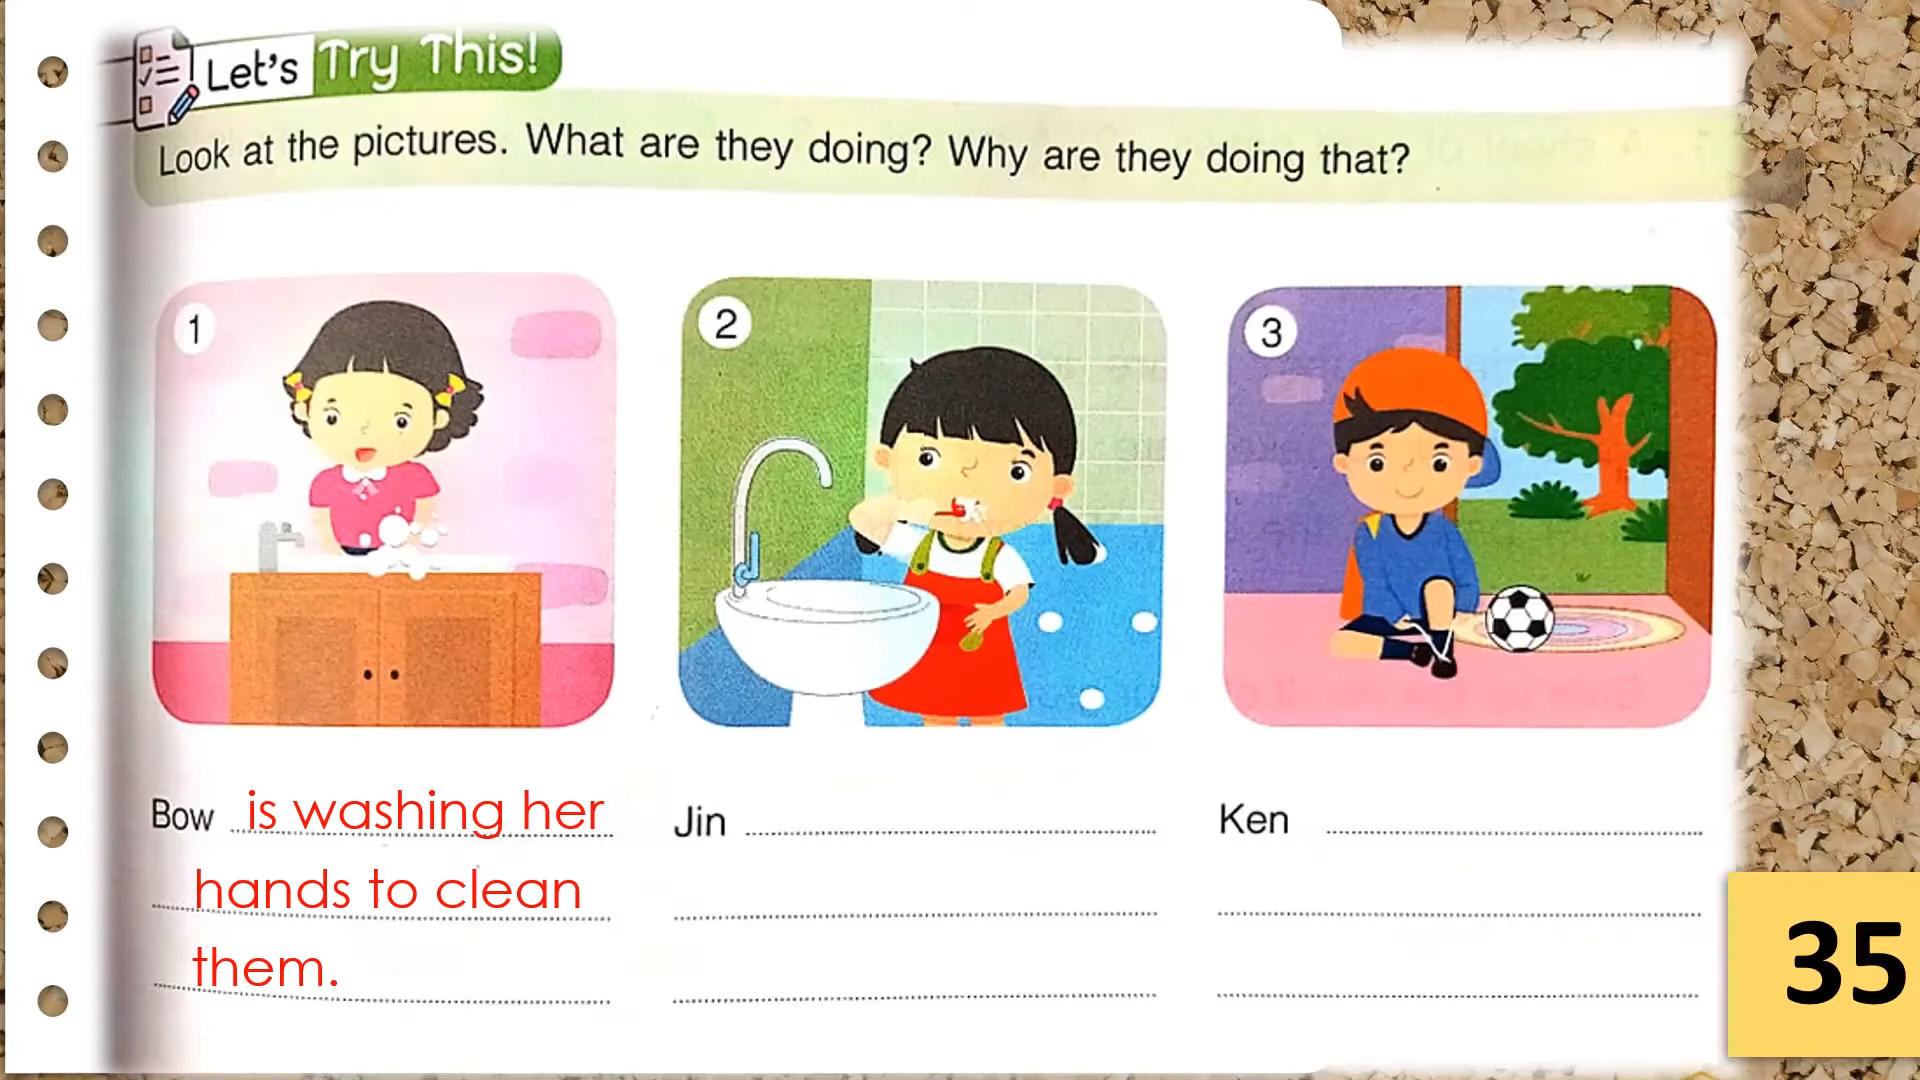 Let's Try This!
Look at the pictures. What are they doing? Why are they doing that?
1
2
3
Bow is washing her
hands to clean
them.
Jin
Ken
35